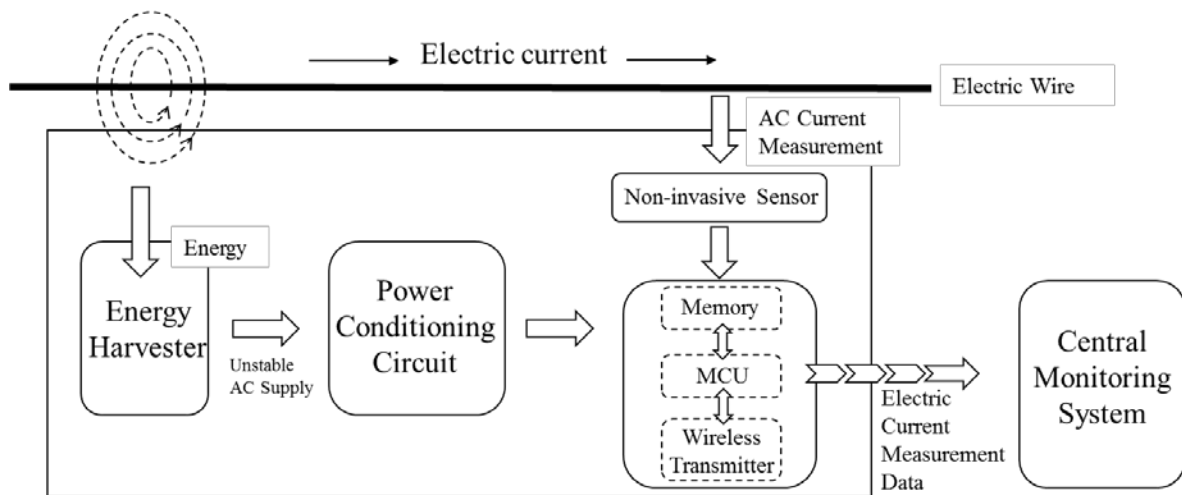 Electric current
Electric Wire
AC Current
Measurement
Non-invasive Sensor
Energy
Energy
Harvester
Unstable
AC Supply
Power
Conditioning
Circuit
Memory
MCU
Wireless
Transmitter
Electric
Current
Measurement
Data
Central
Monitoring
System